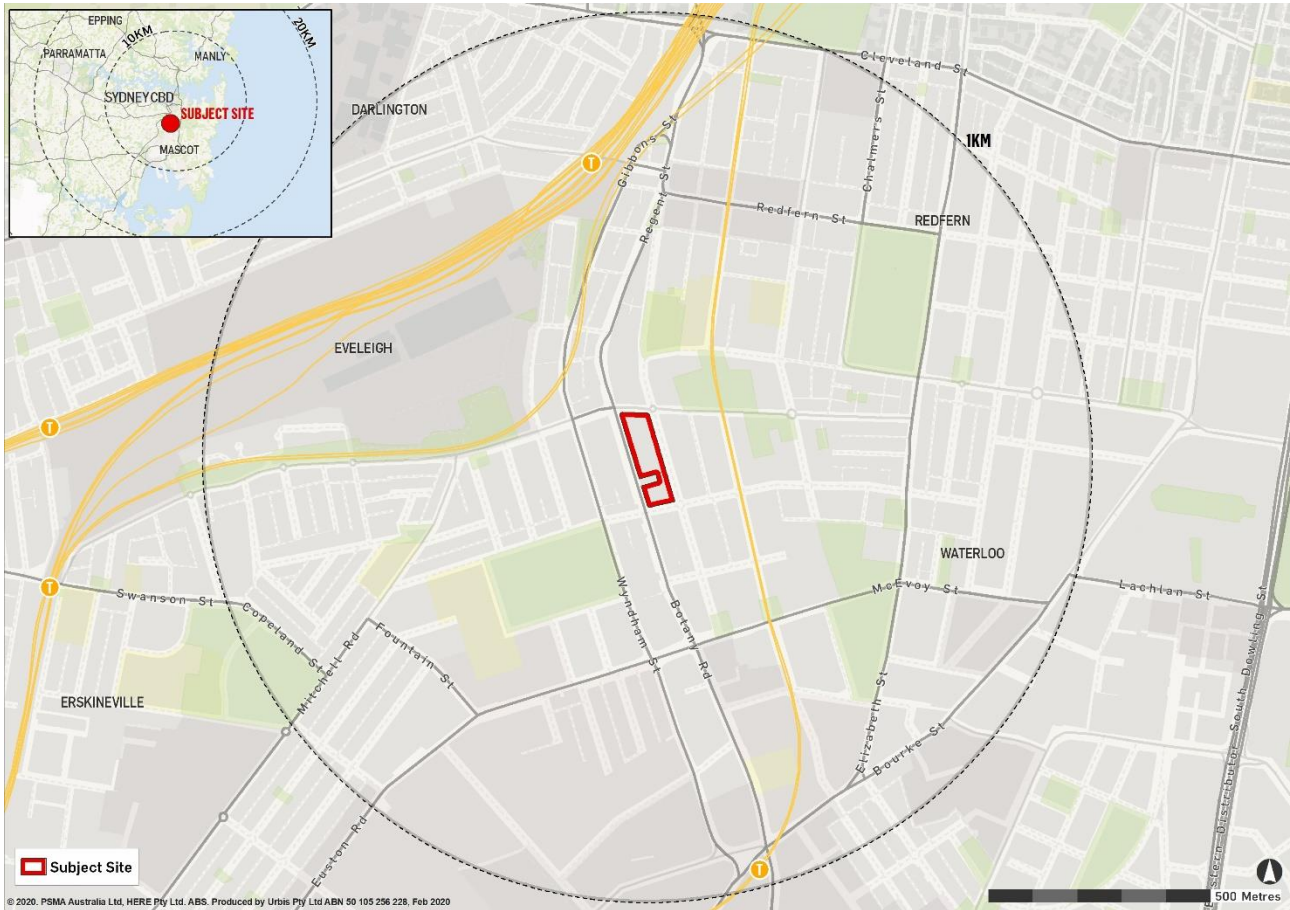 EPPING
10KM
20KM
PARRAMATTA
MANLY
SYDNEY CBD
SUBJECT SITE
MASCOT
DARLINGTON
Cleveland St
Gibbons St
Regent St
Chalmers St
1KM
T
Redfern St
REDFERN
EVELEIGH
T
WATERLOO
T
Swanson St
Copeland St
Mitchell Rd
Fountain St
Wyndham St
Botany Rd
McEvoy St
Lachlan St
ERSKINEVILLE
Elizabeth St
Bourke St
Euston Rd
Eastern Distributor South Dowling St
T
Subject Site
500 Metres
© 2020. PSMA Australia Ltd, HERE Pty Ltd. ABS. Produced by Urbis Pty Ltd ABN 50 105 256 228, Feb 2020